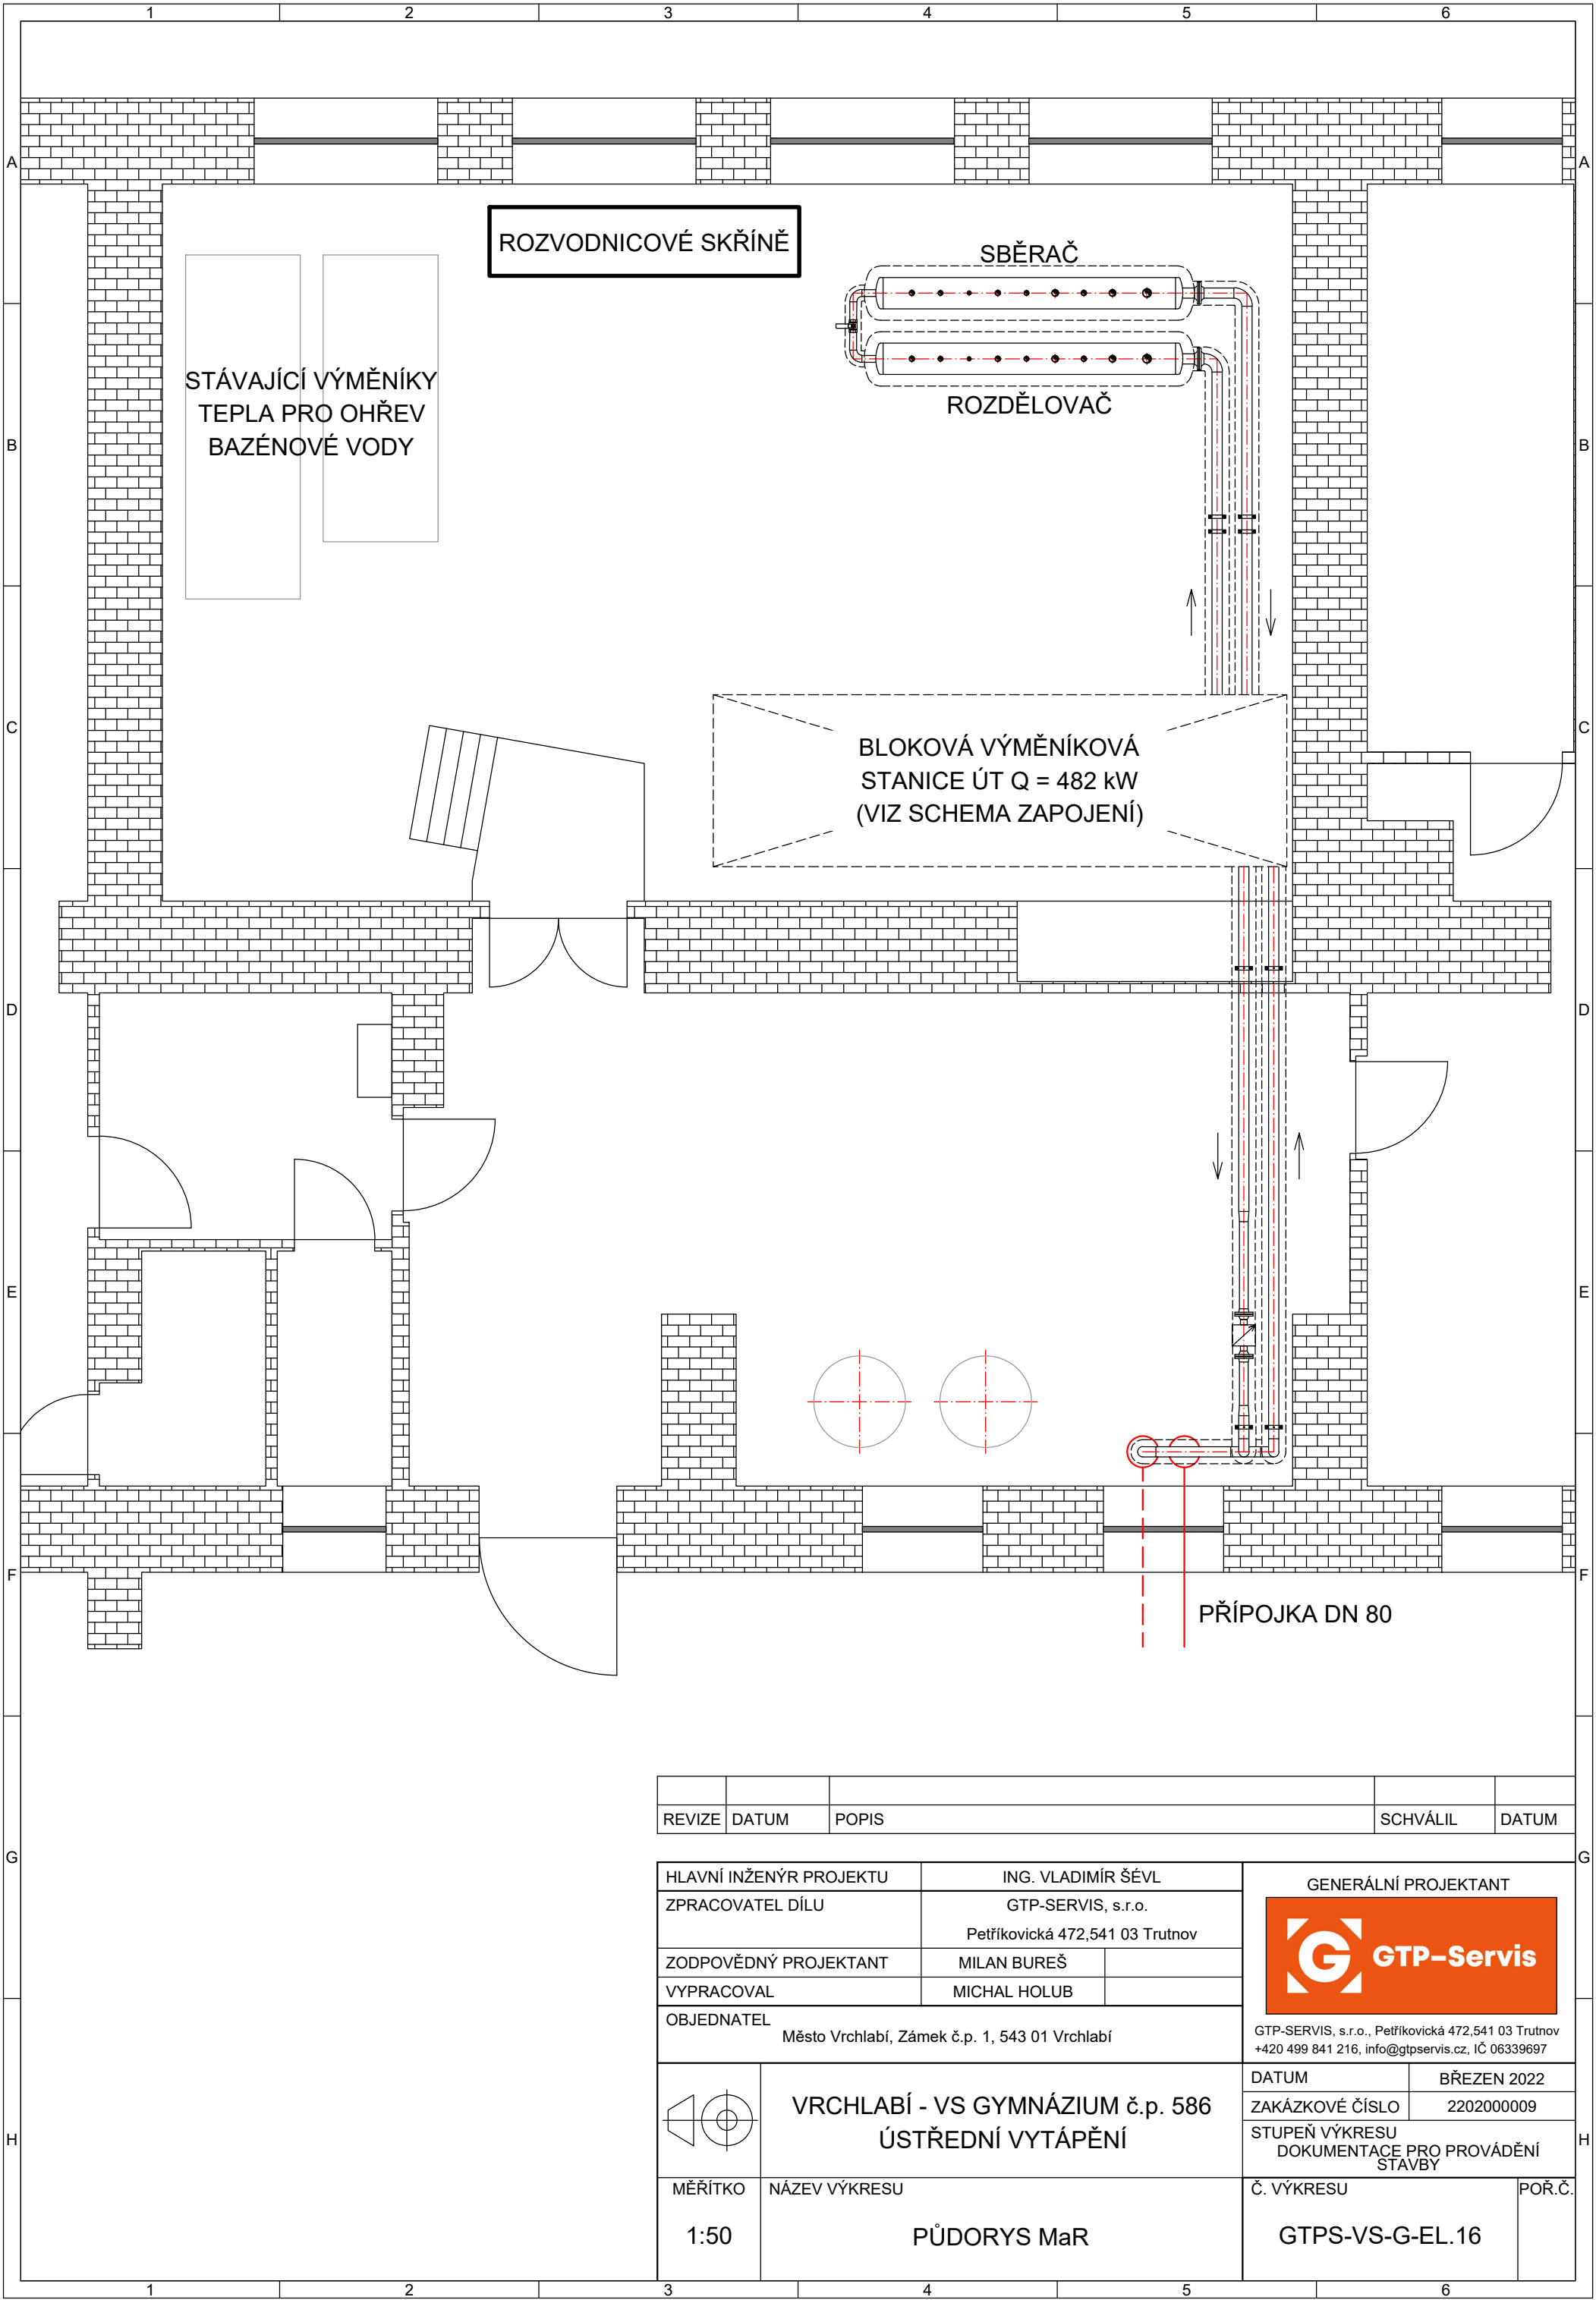 1 2 3 4 5 6
A A
ROZVODNICOVÉ SKŘÍNĚ
SBĚRAČ
STÁVAJÍCÍ VÝMĚNÍKY
TEPLA PRO OHŘEV
BAZÉNOVÉ VODY
ROZDĚLOVAČ
B B
C C
BLOKOVÁ VÝMĚNÍKOVÁ
STANICE ÚT Q = 482 kW
(VIZ SCHEMA ZAPOJENÍ)
D D
E E
F F
PŘÍPOJKA DN 80
REVIZE DATUM POPIS SCHVÁLIL DATUM
G G
HLAVNÍ INŽENÝR PROJEKTU ING. VLADIMÍR ŠÉVL
ZPRACOVATEL DÍLU GTP-SERVIS, s.r.o.
Petříkovická 472,541 03 Trutnov
ZODPOVĚDNÝ PROJEKTANT MILAN BUREŠ
VYPRACOVAL MICHAL HOLUB
OBJEDNATEL
Město Vrchlabí, Zámek č.p. 1, 543 01 Vrchlabí
GENERÁLNÍ PROJEKTANT
G GTP-Servis
GTP-SERVIS, s.r.o., Petříkovická 472,541 03 Trutnov
+420 499 841 216, info@gtpservis.cz, IČ 06339697
VRCHLABÍ - VS GYMNÁZIUM č.p. 586
ÚSTŘEDNÍ VYTÁPĚNÍ
DATUM BŘEZEN 2022
ZAKÁZKOVÉ ČÍSLO 2202000009
STUPEŇ VÝKRESU
DOKUMENTACE PRO PROVÁDĚNÍ
STAVBY
H H
MĚŘÍTKO NÁZEV VÝKRESU Č. VÝKRESU POŘ.Č.
1:50 PŮDORYS MaR GTPS-VS-G-EL.16
1 2 3 4 5 6